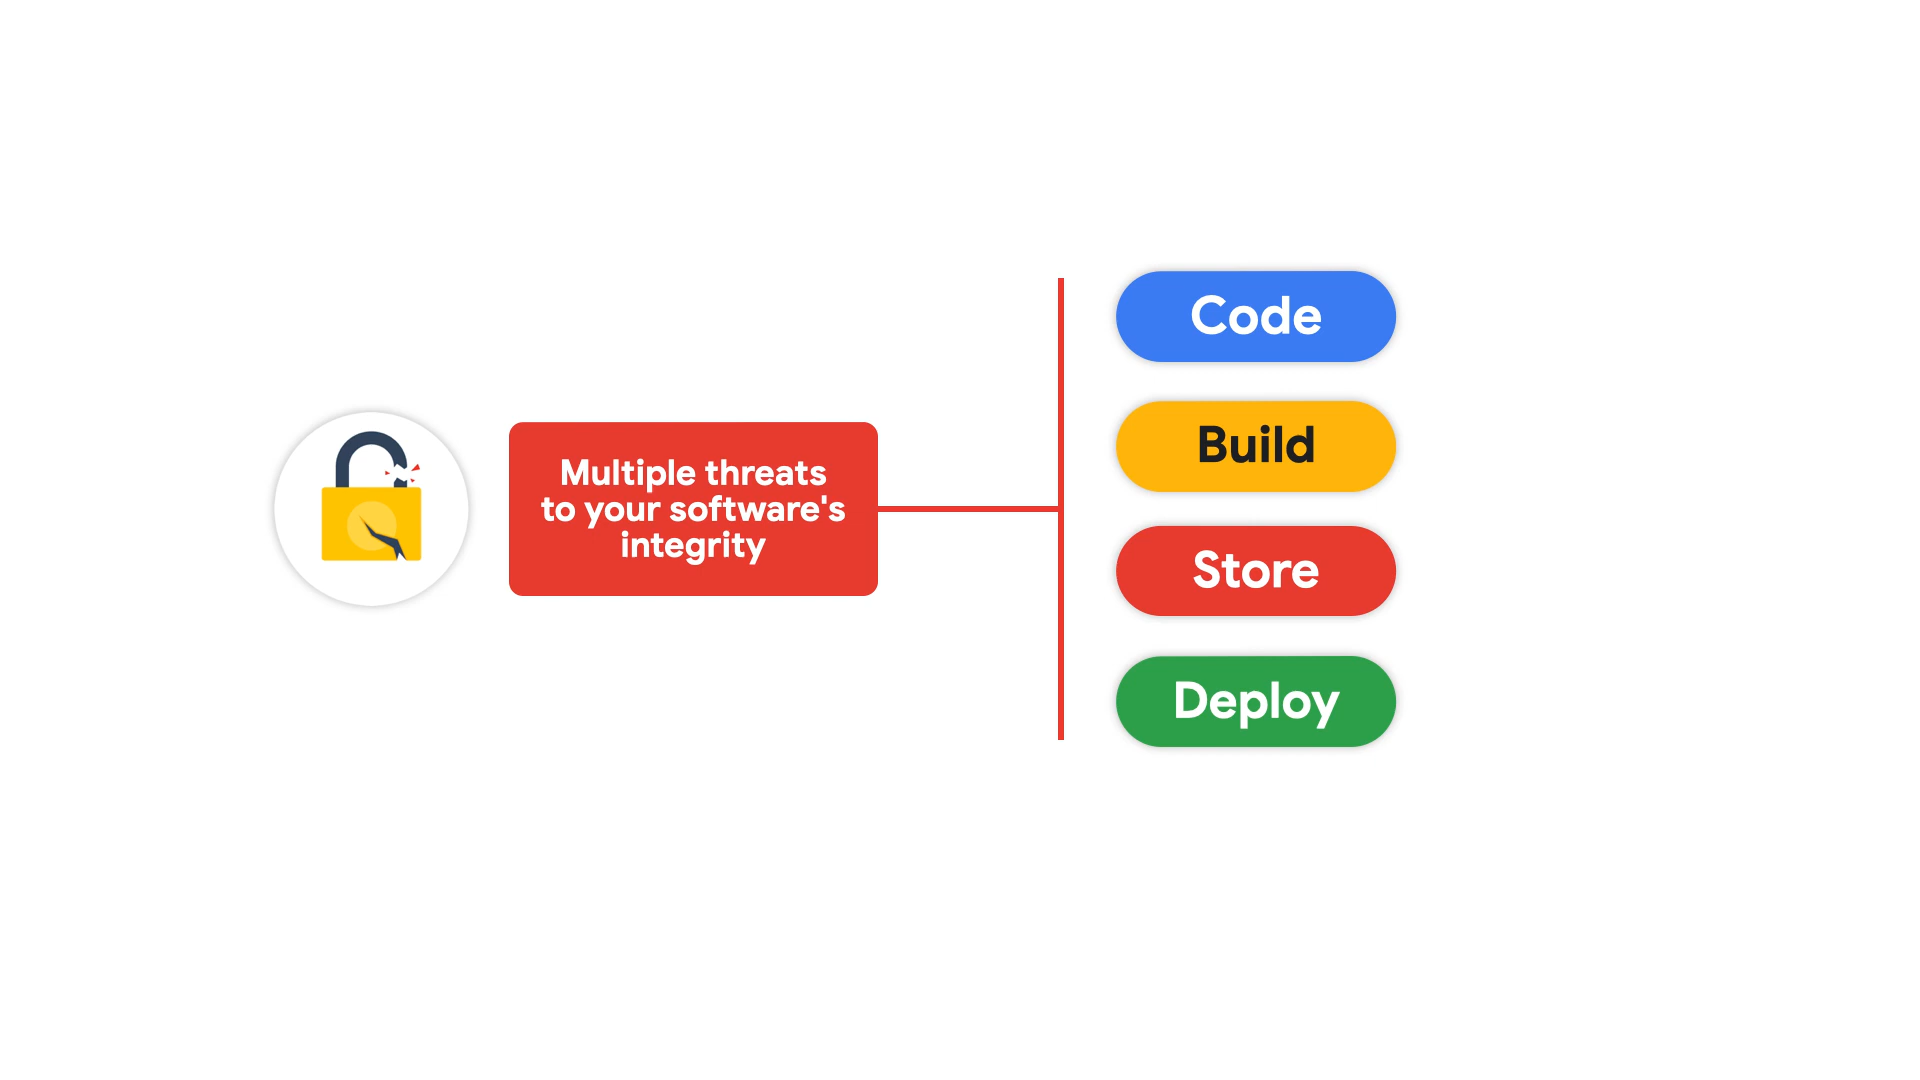 Multiple threats
to your software's
integrity
Code
Build
Store
Deploy